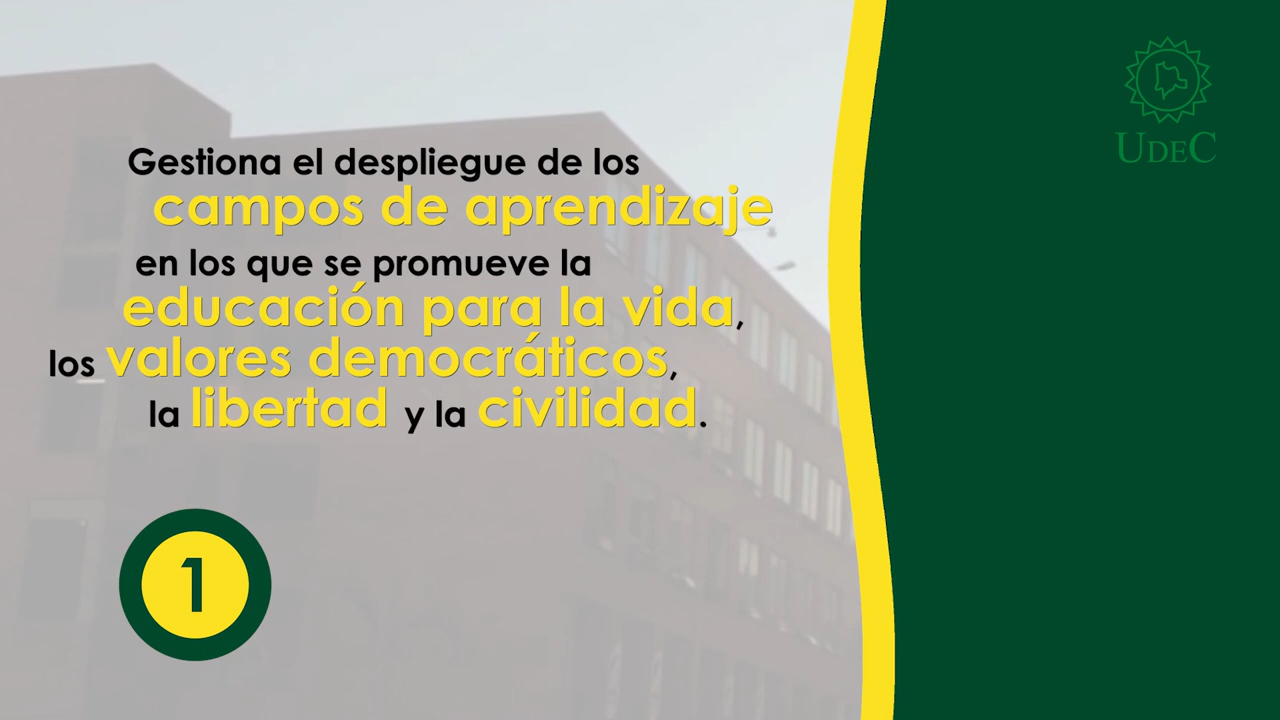 Gestiona el despliegue de los
campos de aprendizaje
en los que se promueve la
educación para la vida,
los valores democráticos,
la libertad y la civilidad.
1
UDEC